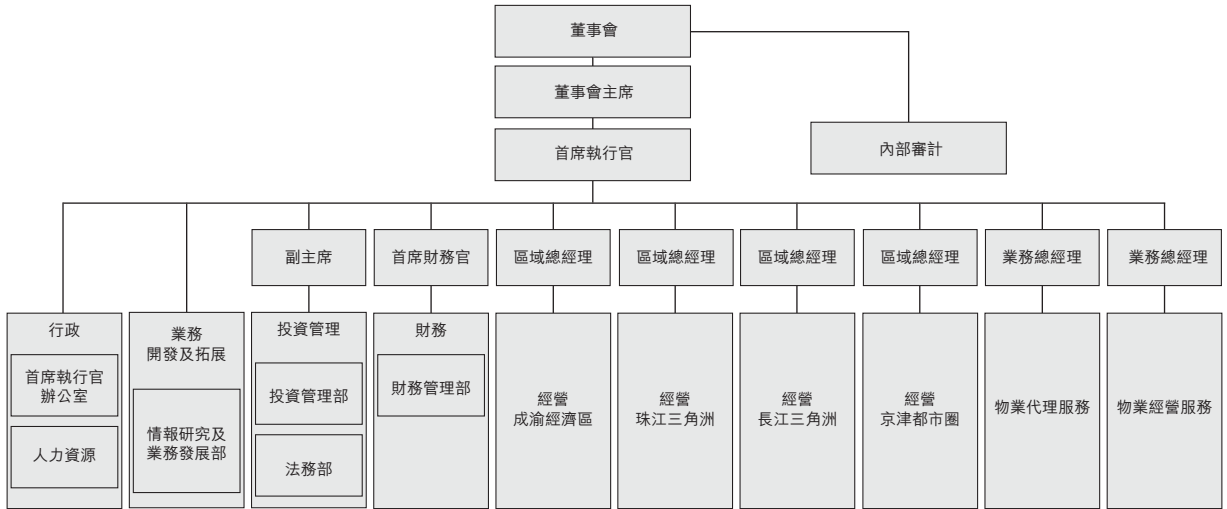 董事會
董事會主席
首席執行官
內部審計
副主席
首席財務官
區域總經理
區域總經理
區域總經理
區域總經理
業務總經理
業務總經理
行政
首席執行官
辦公室
人力資源
業務
開發及拓展
情報研究及
業務發展部
投資管理
投資管理部
法務部
財務
財務管理部
經營
成渝經濟區
經營
珠江三角洲
經營
長江三角洲
經營
京津都市圈
物業代理服務
物業經營服務